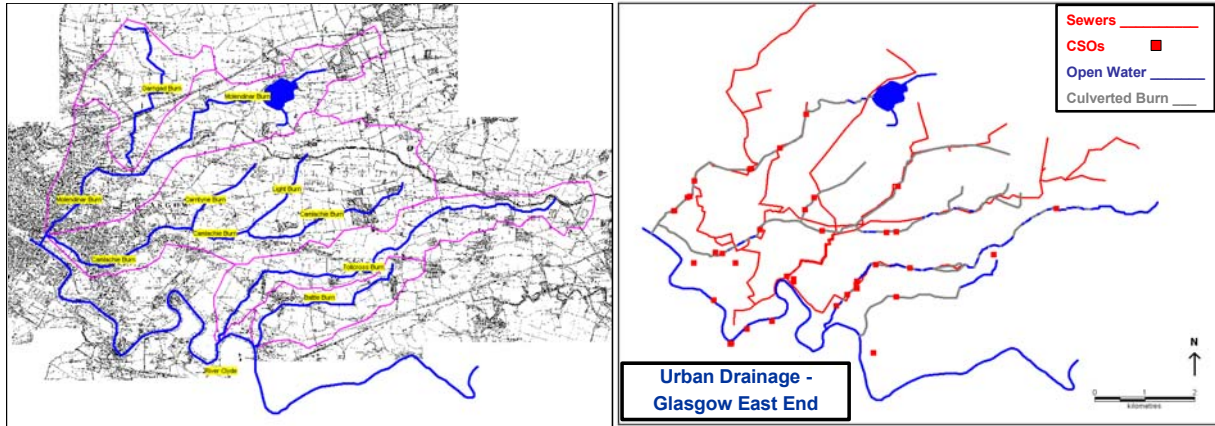 Garngad Burn
Molendinar Burn
Light Burn
Molendinar Burn
Camlyne Burn
Camlachie Burn
Camlachie Burn
Camlachie Burn
Tollcross Burn
Battle Burn
River Clyde
Sewers
CSOs
Open Water
Culverted Burn
N
Urban Drainage -
Glasgow East End
0 1 2
kilometres